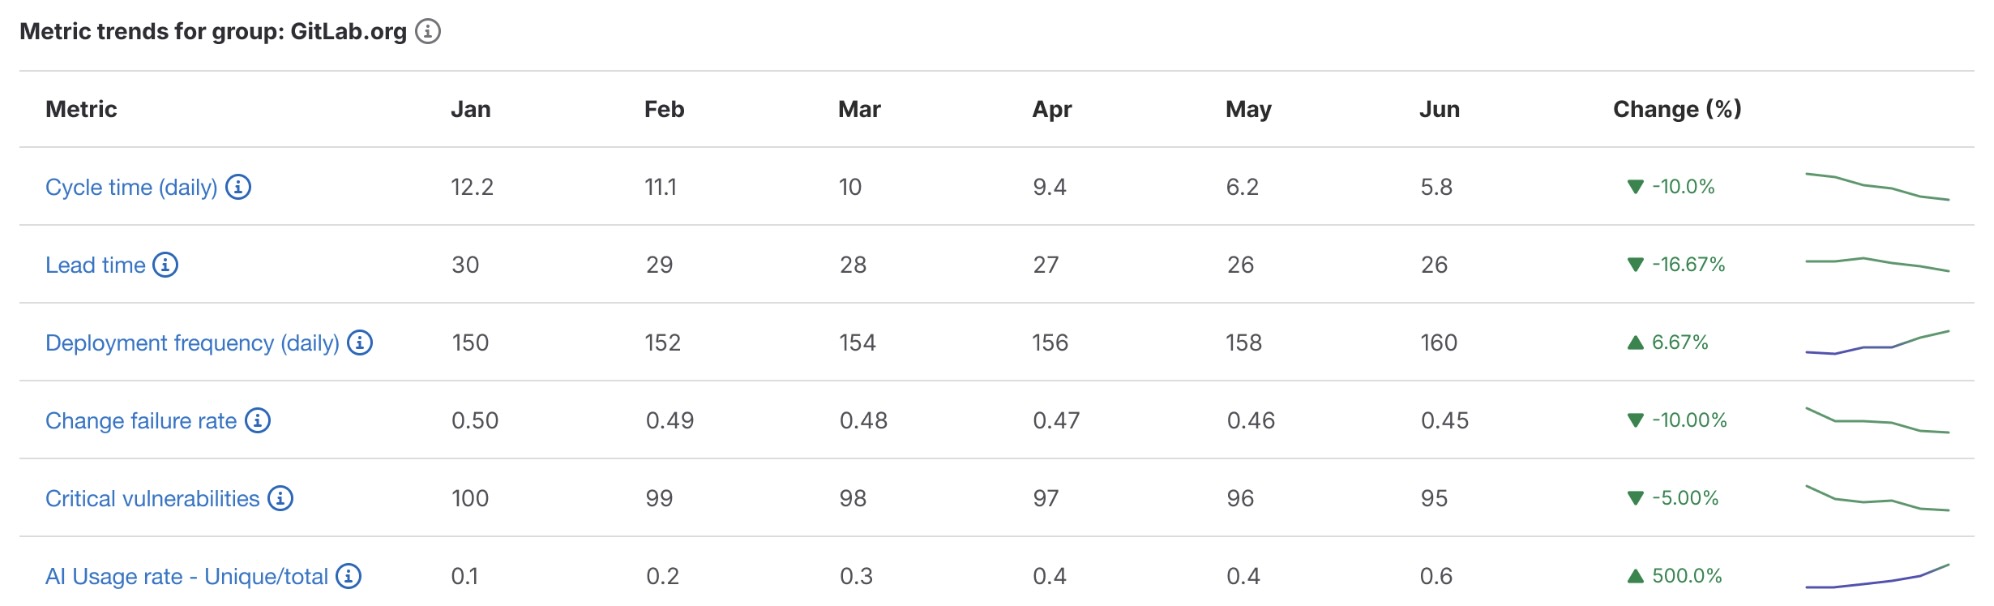 Metric trends for group: GitLab.org
Metric Jan Feb Mar Apr May Jun Change (%)
Cycle time (daily) 12.2 11.1 10 9.4 6.2 5.8 -10.0%
Lead time 30 29 28 27 26 26 -16.67%
Deployment frequency (daily) 150 152 154 156 158 160 6.67%
Change failure rate 0.50 0.49 0.48 0.47 0.46 0.45 -10.00%
Critical vulnerabilities 100 99 98 97 96 95 -5.00%
AI Usage rate - Unique/total 0.1 0.2 0.3 0.4 0.4 0.6 500.0%